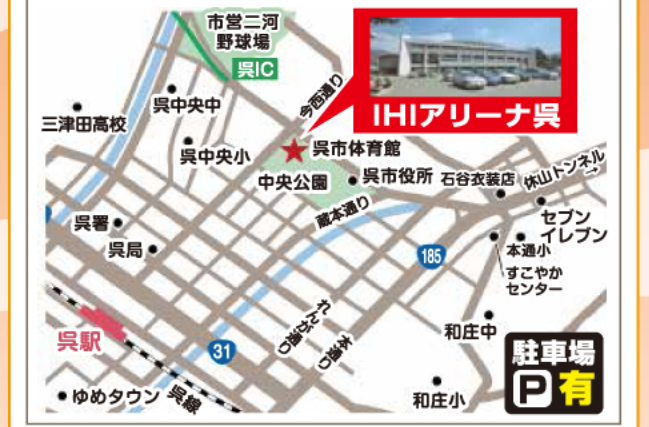 市営二河
野球場
呉IC
今西通り
IHIアリーナ呉
三津田高校
呉中央中
呉中央小
呉市体育館
中央公園
呉市役所
石谷衣装店
休山トンネル
蔵本通り
セブン
イレブン
呉署
呉局
185
本通小
すこやか
センター
れんが通り
本通り
呉駅
31
和庄中
駐車場
P有
ゆめタウン
呉線
和庄小